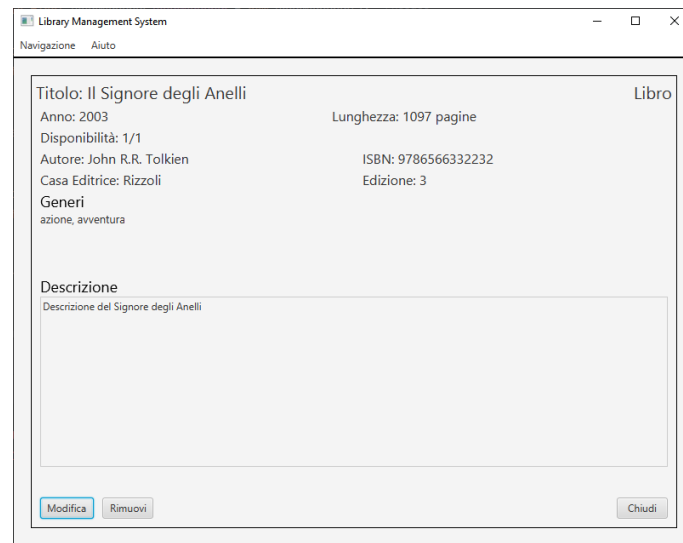 Library Management System
Navigazione Aiuto
Titolo: Il Signore degli Anelli Libro
Anno: 2003 Lunghezza: 1097 pagine
Disponibilità: 1/1
Autore: John R.R. Tolkien ISBN: 9786566332232
Casa Editrice: Rizzoli Edizione: 3
Generi
azione, avventura
Descrizione
Descrizione del Signore degli Anelli
Modifica Rimuovi Chiudi